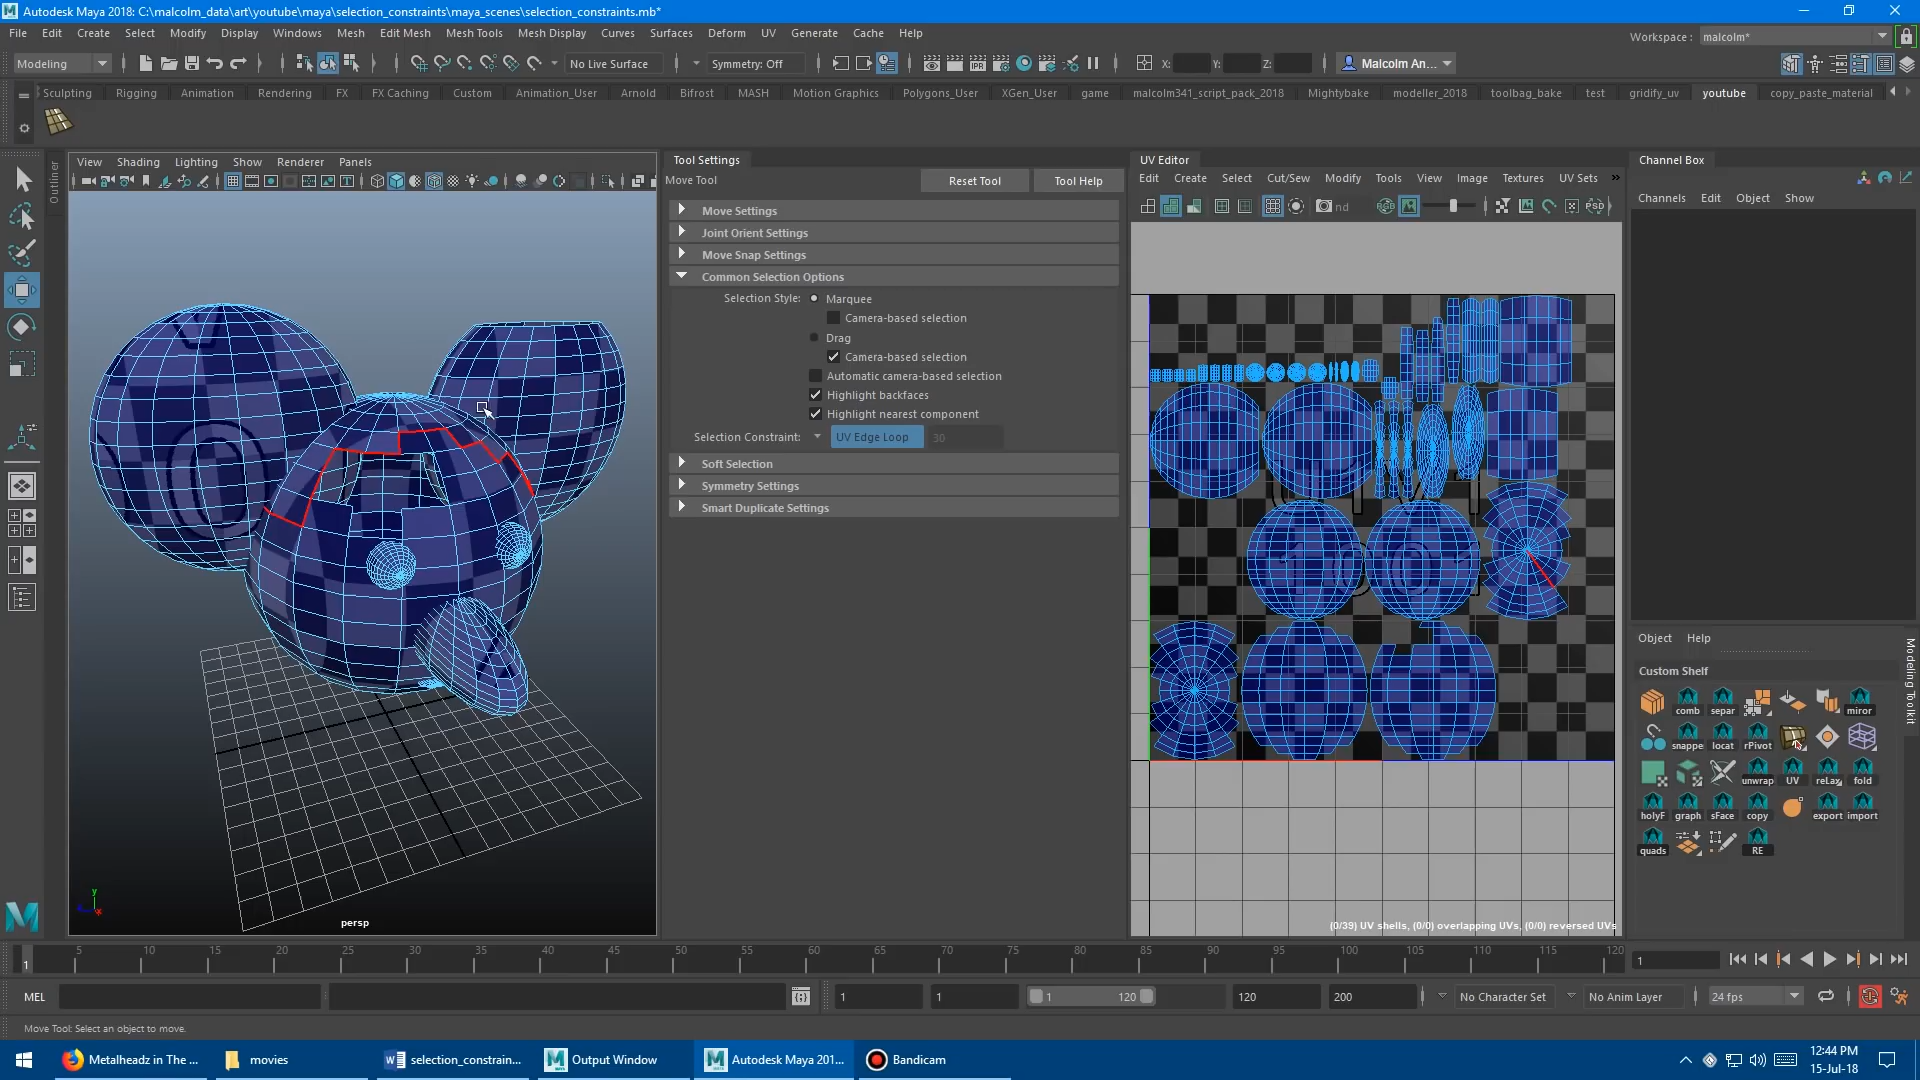 Autodesk Maya 2018: C:\malcolm_data\art\youtube\maya\selection_constraints\maya_scenes\selection_constraints.mb*
File Edit Create Select Modify Display Windows Mesh Edit Mesh Mesh Tools Mesh Display Curves Surfaces Deform UV Generate Cache Help
Workspace : malcolm*
Modeling No Live Surface Symmetry: Off X: Y: Z: Malcolm An...
Sculpting Rigging Animation Rendering FX FX Caching Custom Animation_User Arnold Bifrost MASH Motion Graphics Polygons_User XGen_User game malcolm341_script_pack_2018 Mightybake modeller_2018 toolbag_bake test gridify_uv youtube copy_paste_material
Outliner
View Shading Lighting Show Renderer Panels
persp
Tool Settings
Move Tool Reset Tool Tool Help
Move Settings
Joint Orient Settings
Move Snap Settings
Common Selection Options
Selection Style: Marquee
Camera-based selection
Drag
Camera-based selection
Automatic camera-based selection
Highlight backfaces
Highlight nearest component
Selection Constraint: UV Edge Loop 30
Soft Selection
Symmetry Settings
Smart Duplicate Settings
UV Editor
Edit Create Select Cut/Sew Modify Tools View Image Textures UV Sets
(0/39) UV shells, (0/0) overlapping UVs, (0/0) reversed UVs
Channel Box
Channels Edit Object Show
Object Help
Custom Shelf
comb separ miror
snappe locat rPivot
unwrap UV reLax fold
holyF graph sFace copy export import
quads RE
Modeling Toolkit
5 10 15 20 25 30 35 40 45 50 55 60 65 70 75 80 85 90 95 100 105 110 115 120
1 1
MEL 1 1 1 120 120 200 No Character Set No Anim Layer 24 fps
Move Tool: Select an object to move.
Metalheadz in The ... movies selection_constrain... Output Window Autodesk Maya 201... Bandicam
12:44 PM
15-Jul-18